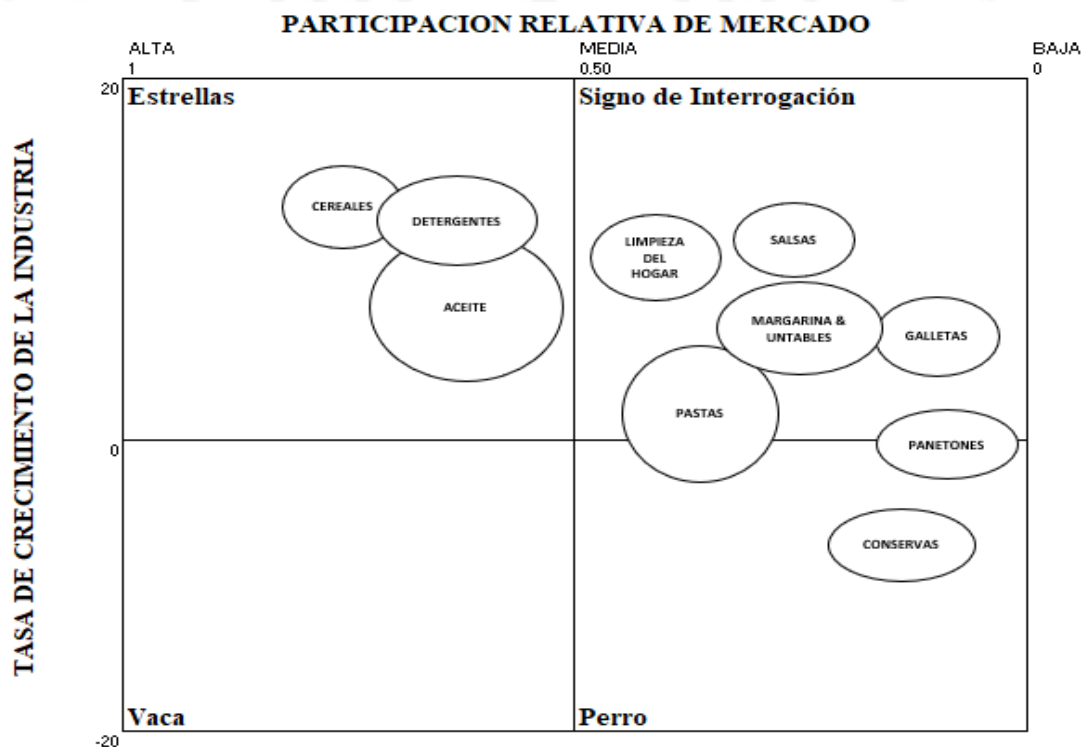 PARTICIPACION RELATIVA DE MERCADO
ALTA
1
MEDIA
0.50
BAJA
0
TASA DE CRECIMIENTO DE LA INDUSTRIA
20
Estrellas
Signo de Interrogación
CEREALES
DETERGENTES
ACEITE
LIMPIEZA
DEL
HOGAR
SALSAS
MARGARINA &
UNTABLES
GALLETAS
PASTAS
0
PANETONES
CONSERVAS
Vaca
Perro
-20